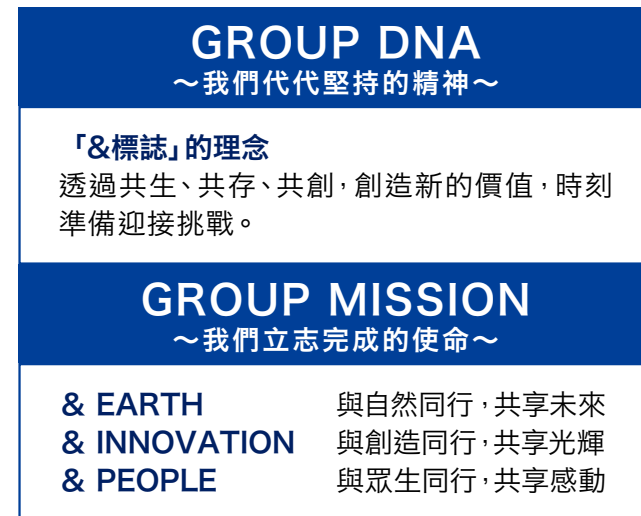 GROUP DNA
～我們代代堅持的精神～
「&標誌」的理念
透過共生、共存、共創，創造新的價值，時刻
準備迎接挑戰。
GROUP MISSION
～我們立志完成的使命～
& EARTH 與自然同行，共享未來
& INNOVATION 與創造同行，共享光輝
& PEOPLE 與眾生同行，共享感動